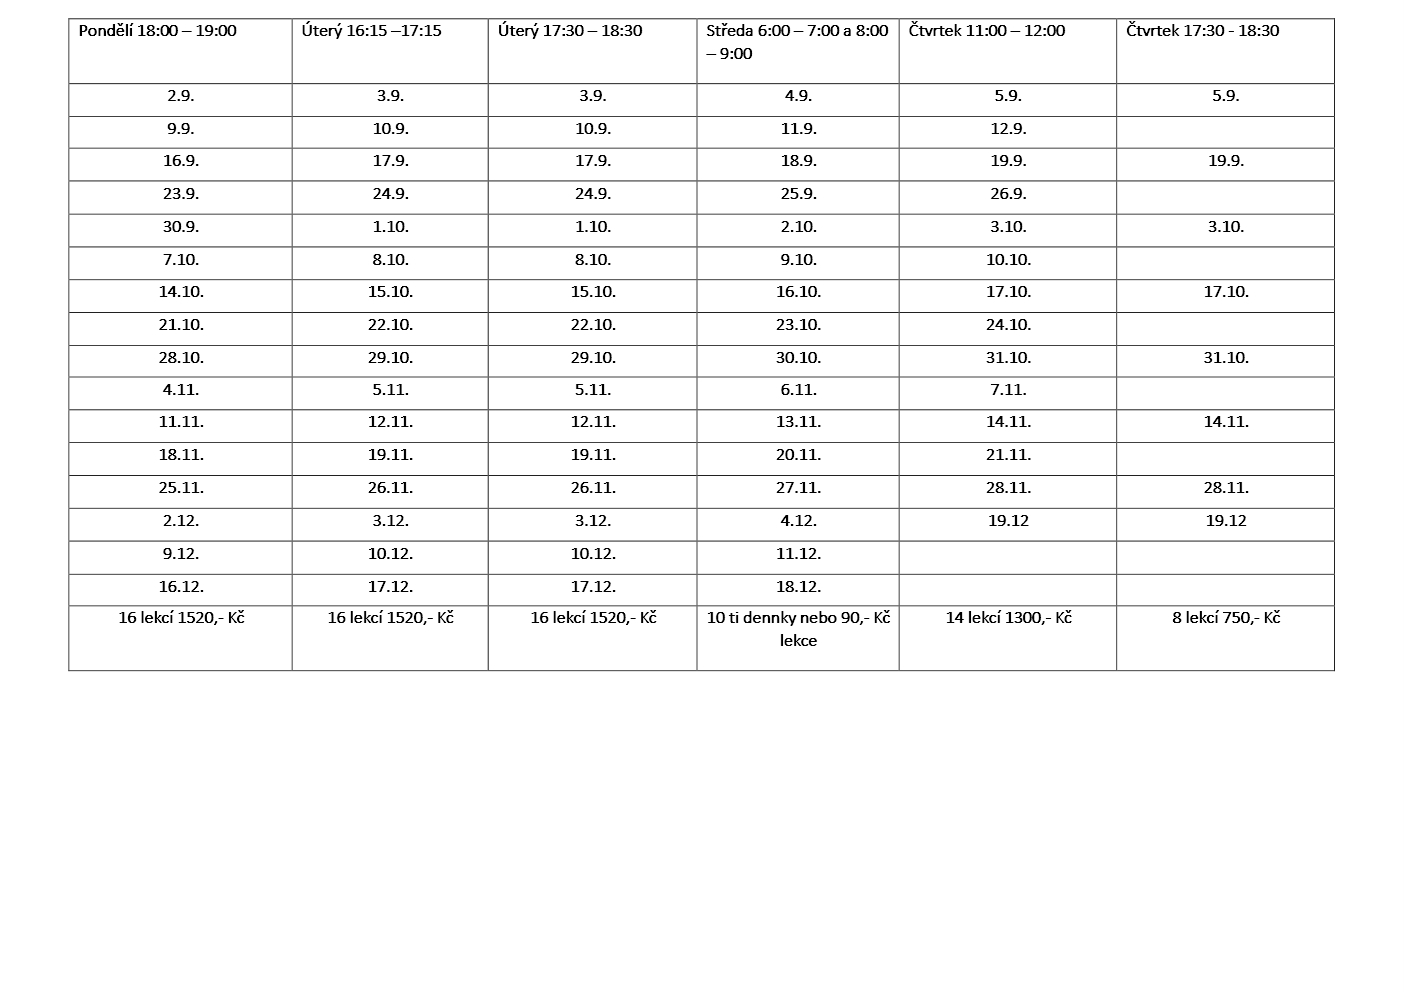 Pondělí 18:00 – 19:00 Úterý 16:15 –17:15 Úterý 17:30 – 18:30 Středa 6:00 – 7:00 a 8:00 Čtvrtek 11:00 – 12:00 Čtvrtek 17:30 - 18:30
– 9:00
2.9. 3.9. 3.9. 4.9. 5.9. 5.9.
9.9. 10.9. 10.9. 11.9. 12.9.
16.9. 17.9. 17.9. 18.9. 19.9. 19.9.
23.9. 24.9. 24.9. 25.9. 26.9.
30.9. 1.10. 1.10. 2.10. 3.10. 3.10.
7.10. 8.10. 8.10. 9.10. 10.10.
14.10. 15.10. 15.10. 16.10. 17.10. 17.10.
21.10. 22.10. 22.10. 23.10. 24.10.
28.10. 29.10. 29.10. 30.10. 31.10. 31.10.
4.11. 5.11. 5.11. 6.11. 7.11.
11.11. 12.11. 12.11. 13.11. 14.11. 14.11.
18.11. 19.11. 19.11. 20.11. 21.11.
25.11. 26.11. 26.11. 27.11. 28.11. 28.11.
2.12. 3.12. 3.12. 4.12. 19.12 19.12
9.12. 10.12. 10.12. 11.12.
16.12. 17.12. 17.12. 18.12.
16 lekcí 1520,- Kč 16 lekcí 1520,- Kč 16 lekcí 1520,- Kč 10 ti dennky nebo 90,- Kč 14 lekcí 1300,- Kč 8 lekcí 750,- Kč
lekce